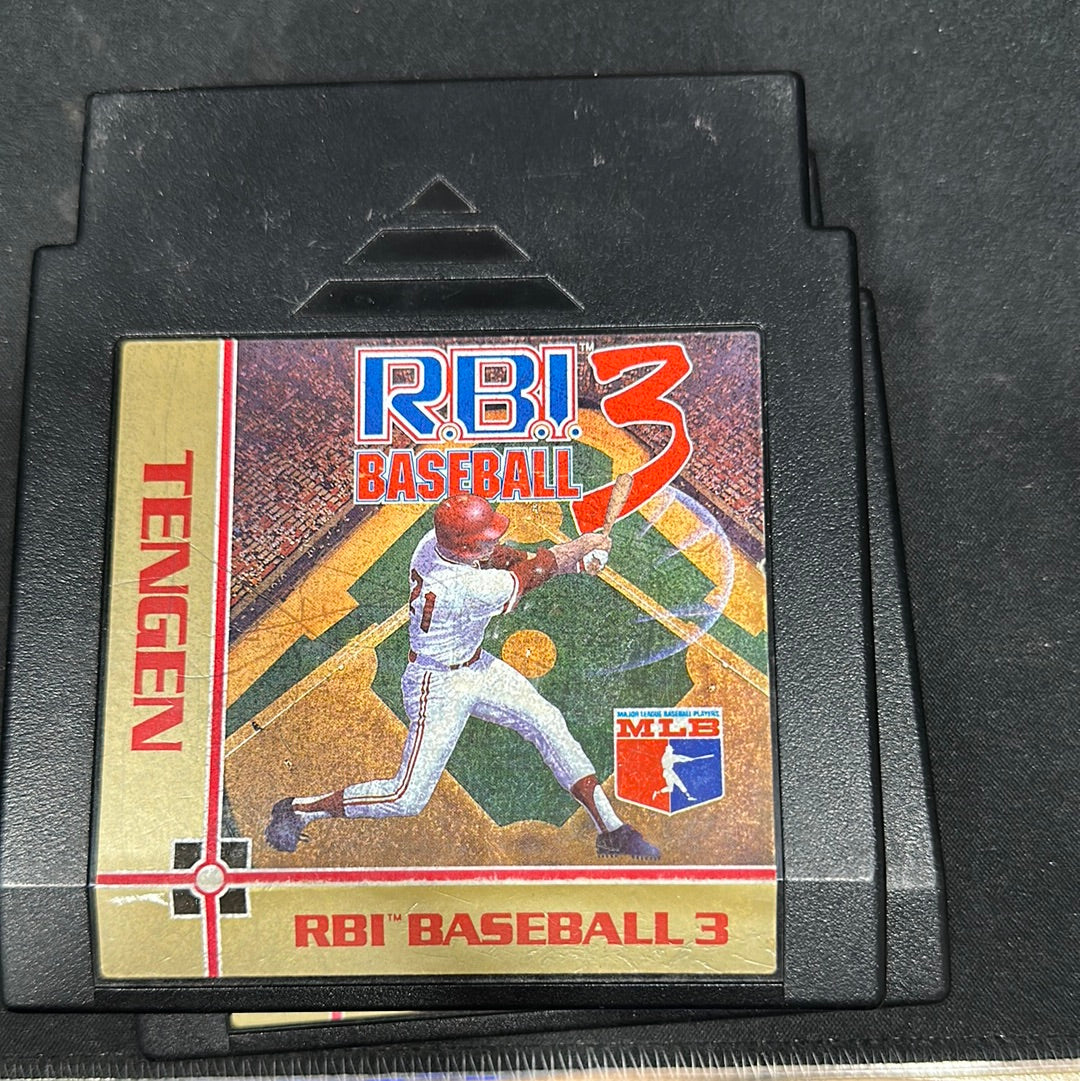 R.B.I.™ 3
BASEBALL
TENGEN
21
MAJOR LEAGUE BASEBALL PLAYERS
MLB
RBI™ BASEBALL 3